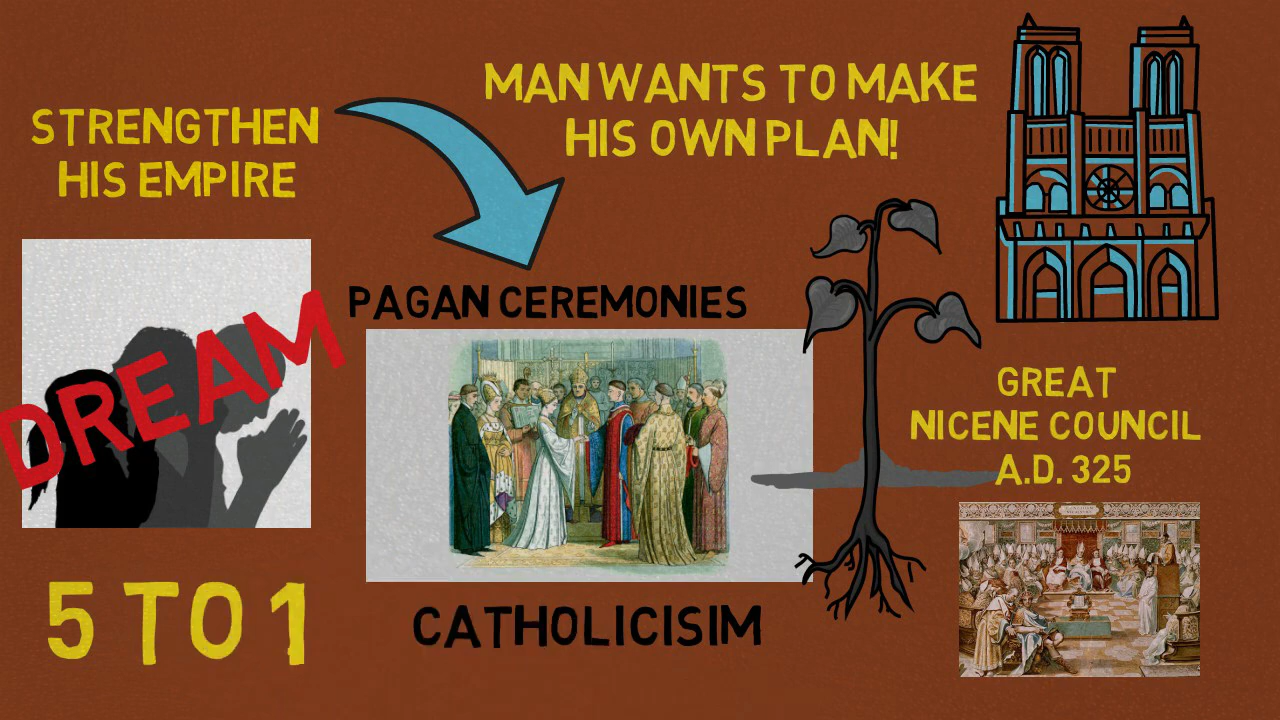 STRENGTHEN
HIS EMPIRE
MAN WANTS TO MAKE
HIS OWN PLAN!
DREAM
PAGAN CEREMONIES
5 TO 1
CATHOLICISIM
GREAT
NICENE COUNCIL
A.D. 325